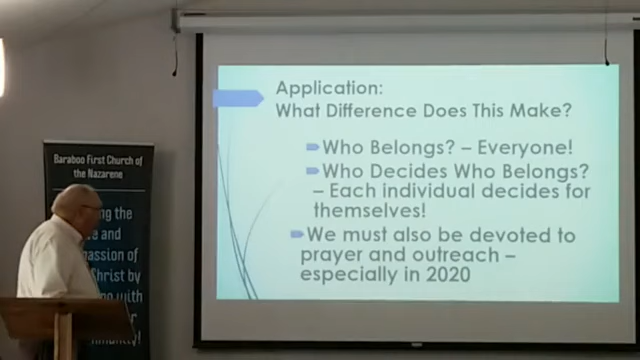 Application:
What Difference Does This Make?
Who Belongs? – Everyone!
Who Decides Who Belongs?
– Each individual decides for
themselves!
We must also be devoted to
prayer and outreach –
especially in 2020
Baraboo First Church of
the Nazarene
the
and
Christ by
with